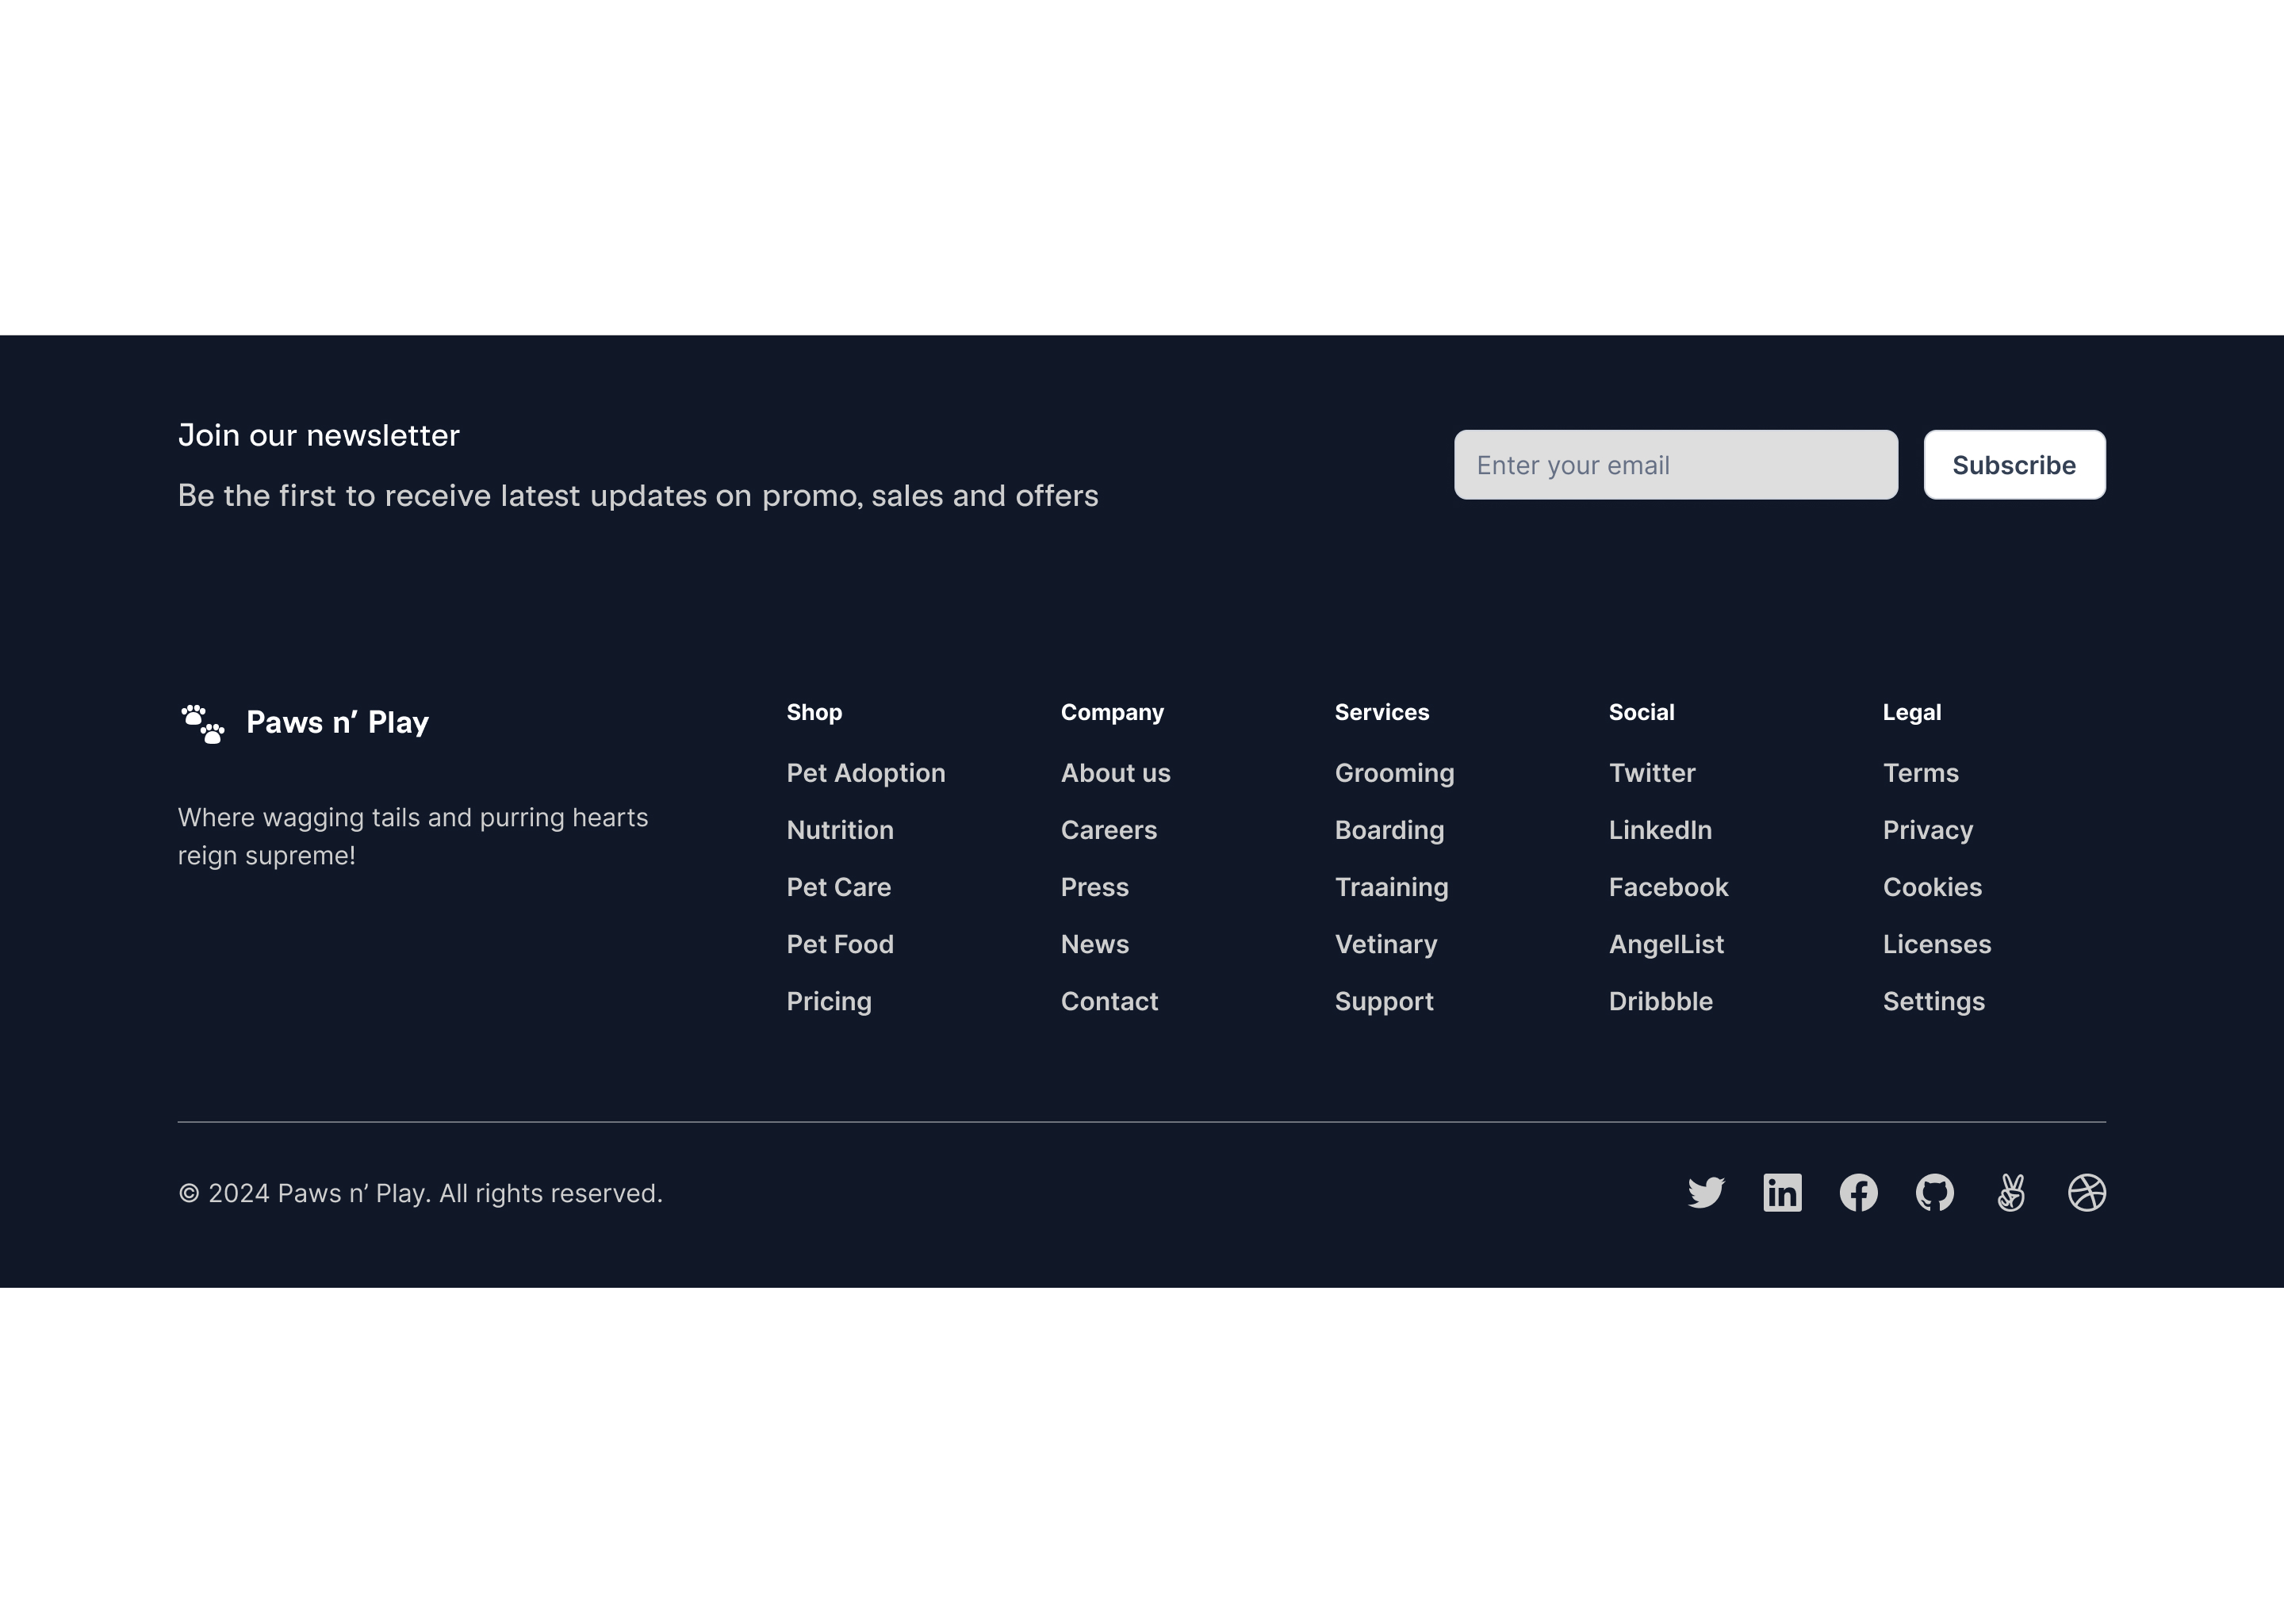 Join our newsletter
Be the first to receive latest updates on promo, sales and offers
Enter your email
Subscribe
Paws n’ Play
Where wagging tails and purring hearts
reign supreme!
Shop
Pet Adoption
Nutrition
Pet Care
Pet Food
Pricing
Company
About us
Careers
Press
News
Contact
Services
Grooming
Boarding
Traaining
Vetinary
Support
Social
Twitter
LinkedIn
Facebook
AngelList
Dribbble
Legal
Terms
Privacy
Cookies
Licenses
Settings
© 2024 Paws n’ Play. All rights reserved.